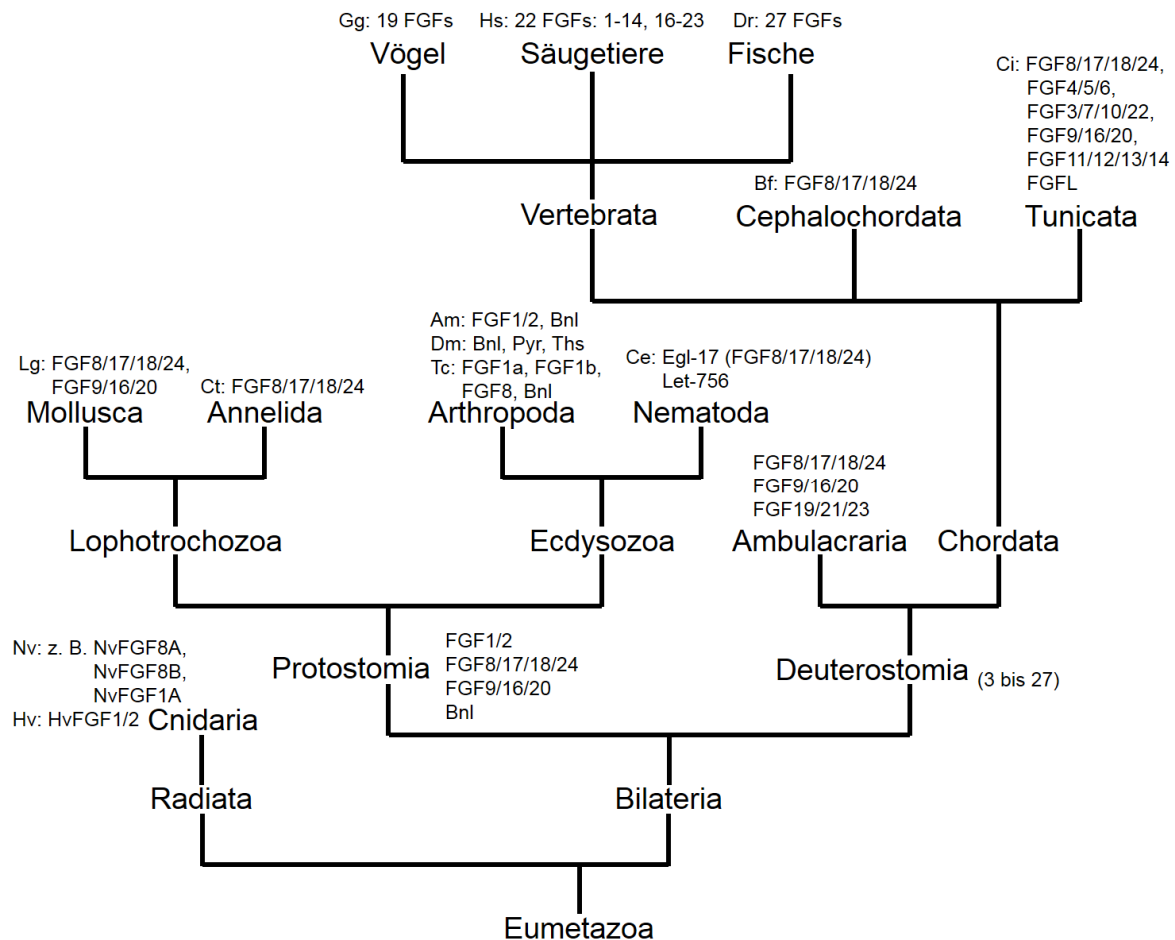 Gg: 19 FGFs
Hs: 22 FGFs: 1-14, 16-23
Dr: 27 FGFs
Vögel
Säugetiere
Fische
Ci: FGF8/17/18/24,
FGF4/5/6,
FGF3/7/10/22,
FGF9/16/20,
FGF11/12/13/14
FGFL
Bf: FGF8/17/18/24
Vertebrata
Cephalochordata
Tunicata
Am: FGF1/2, Bnl
Dm: Bnl, Pyr, Ths
Tc: FGF1a, FGF1b,
FGF8, Bnl
Ce: Egl-17 (FGF8/17/18/24)
Let-756
Lg: FGF8/17/18/24,
FGF9/16/20
Ct: FGF8/17/18/24
Mollusca
Annelida
Arthropoda
Nematoda
FGF8/17/18/24
FGF9/16/20
FGF19/21/23
Lophotrochozoa
Ecdysozoa
Ambulacraria
Chordata
Nv: z. B. NvFGF8A,
NvFGF8B,
NvFGF1A
Hv: HvFGF1/2
Cnidaria
Protostomia
FGF1/2
FGF8/17/18/24
FGF9/16/20
Bnl
Deuterostomia (3 bis 27)
Radiata
Bilateria
Eumetazoa